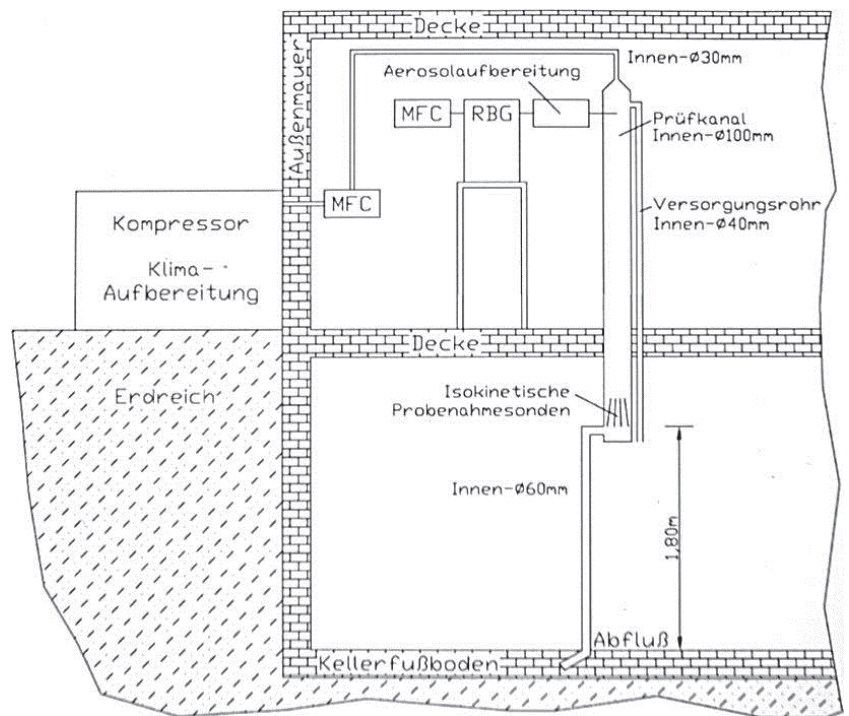 Decke
Außenmauer
Innen-Ø30mm
Aerosolaufbereitung
MFC
RBG
Prüfkanal
Innen-Ø100mm
MFC
Versorgungsrohr
Innen-Ø40mm
Kompressor
Klima-
Aufbereitung
Decke
Erdreich
Isokinetische
Probenahmesonden
Innen-Ø60mm
1,80m
Abfluß
Kellerfußboden